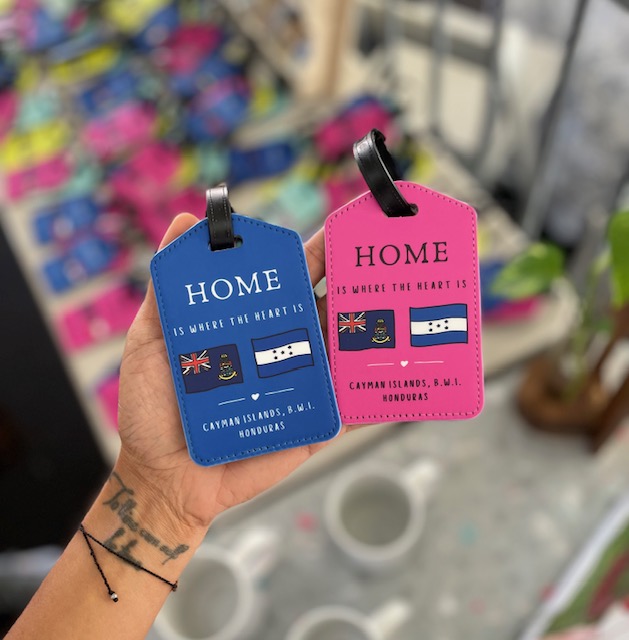 HOME
IS WHERE THE HEART IS
CAYMAN ISLANDS, B.W.I.
HONDURAS
HOME
IS WHERE THE HEART IS
CAYMAN ISLANDS, B.W.I.
HONDURAS